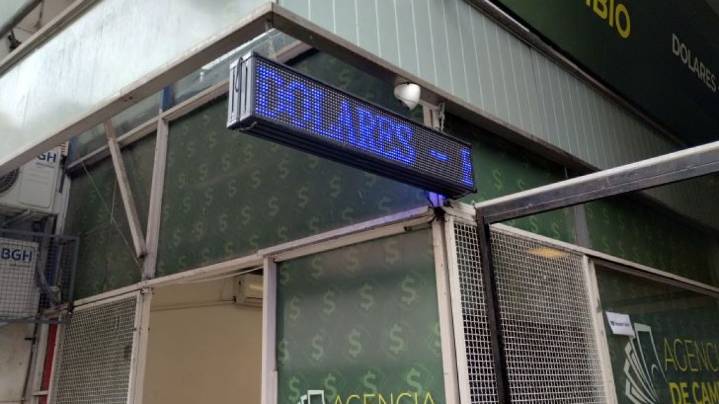 BIO
DOLARES
DOLARES -
BGH
BGH
AGENCIA
AGENCIA
DE CAM